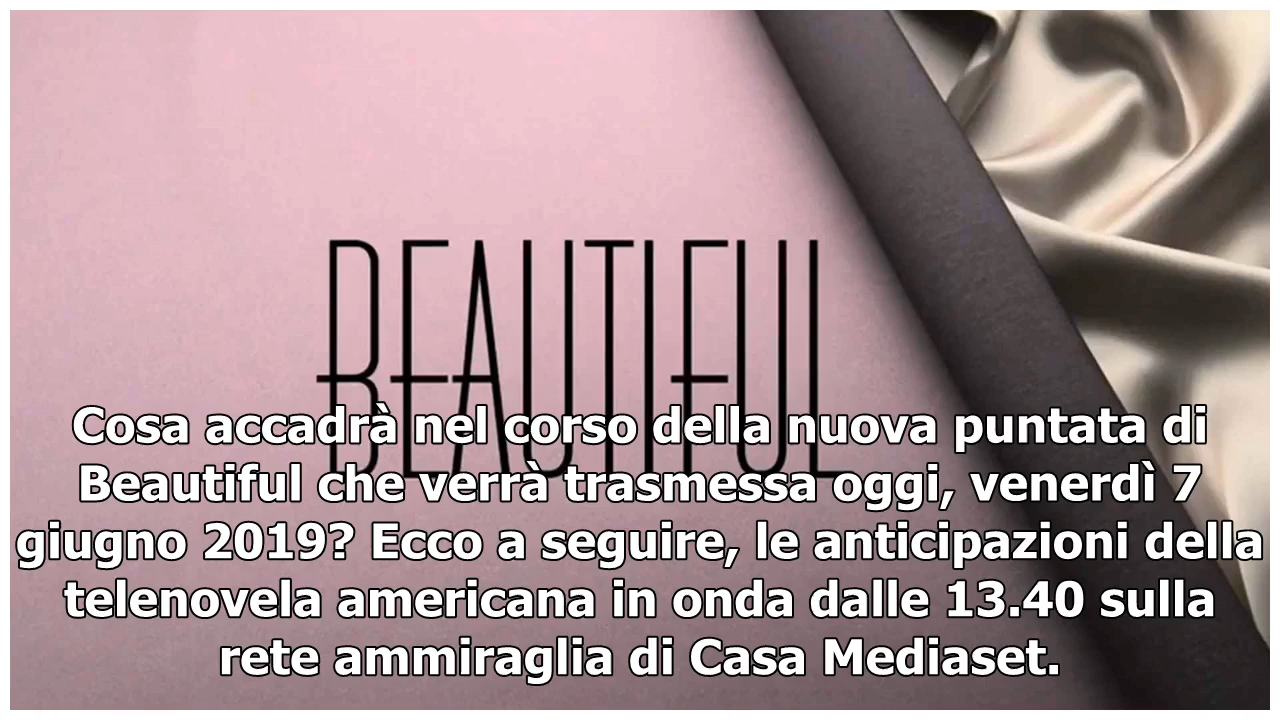 BEAUTIFUL
Cosa accadrà nel corso della nuova puntata di
Beautiful che verrà trasmessa oggi, venerdì 7
giugno 2019? Ecco a seguire, le anticipazioni della
telenovela americana in onda dalle 13.40 sulla
rete ammiraglia di Casa Mediaset.